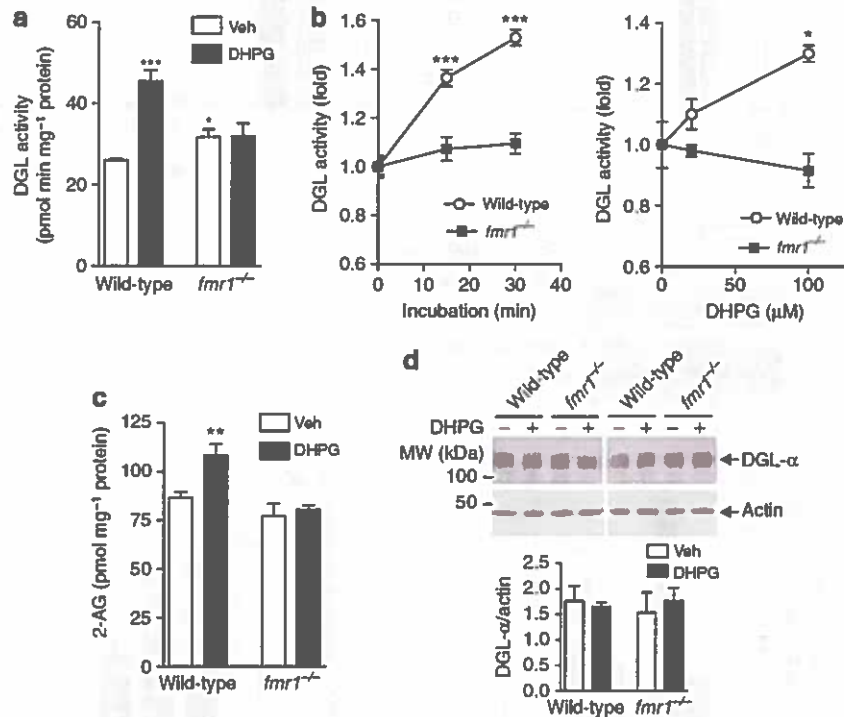 a
Veh
DHPG
DGL activity
(pmol min mg⁻¹ protein)
60
40
20
0
***
*
Wild-type
fmr1⁻/⁻
b
DGL activity (fold)
1.6
1.4
1.2
1.0
0.8
0.6
***
***
Wild-type
fmr1⁻/⁻
0 10 20 30 40
Incubation (min)
DGL activity (fold)
1.4
1.2
1.0
0.8
0.6
*
Wild-type
fmr1⁻/⁻
0 50 100
DHPG (µM)
c
Veh
DHPG
2-AG (pmol mg⁻¹ protein)
125
100
75
50
25
0
**
Wild-type
fmr1⁻/⁻
d
Wild-type fmr1⁻/⁻ Wild-type fmr1⁻/⁻
DHPG − + − + − + − +
MW (kDa)
100
50
DGL-α
Actin
Veh
DHPG
DGL-α/actin
2.5
2.0
1.5
1.0
0.5
0.0
Wild-type fmr1⁻/⁻